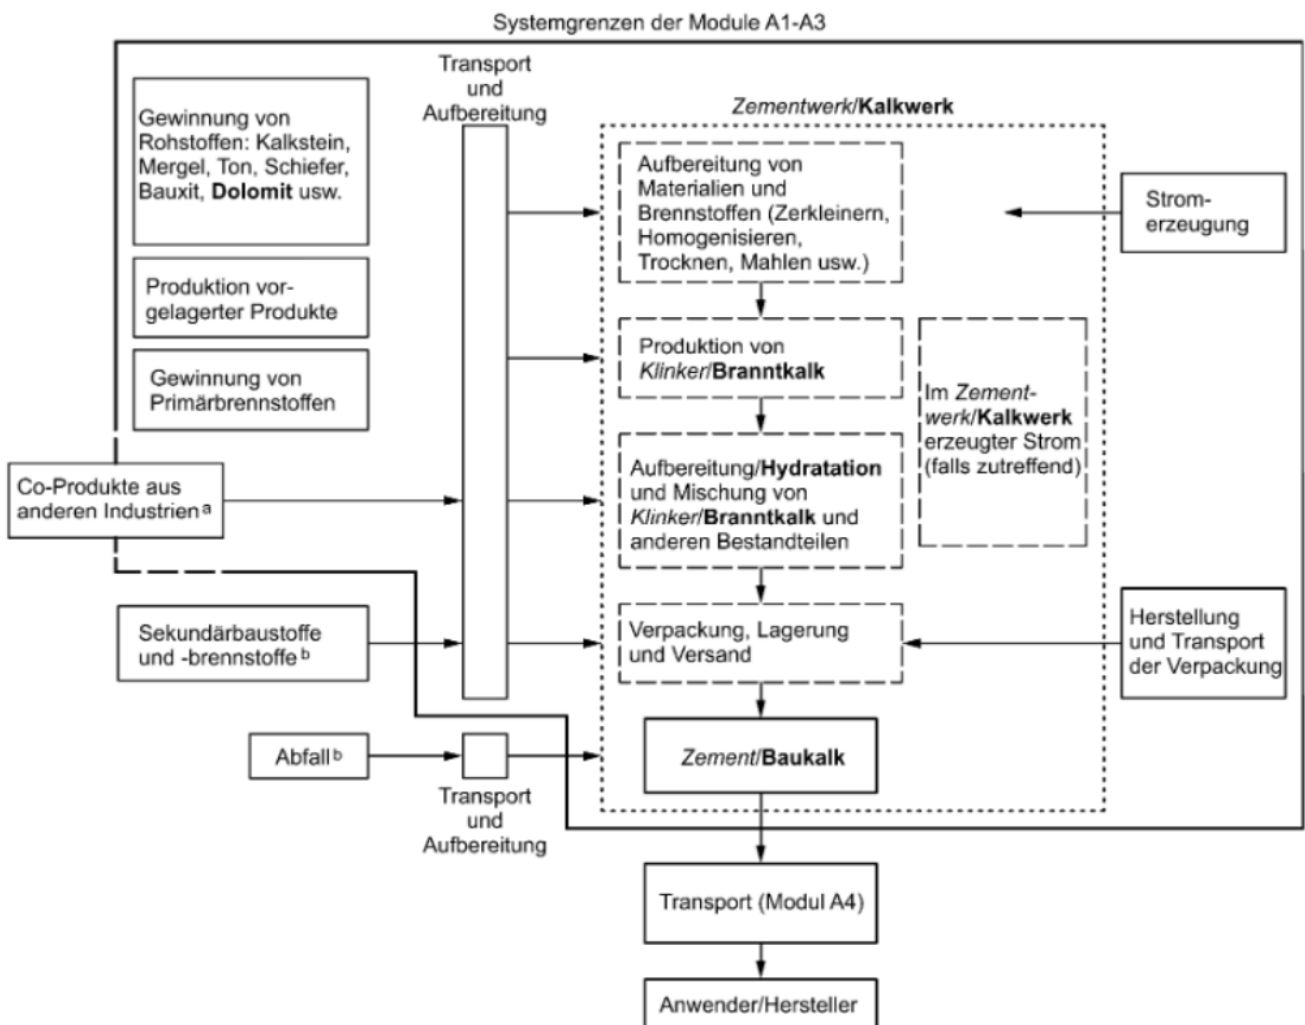 Systemgrenzen der Module A1-A3
Transport
und
Aufbereitung
Gewinnung von
Rohstoffen: Kalkstein,
Mergel, Ton, Schiefer,
Bauxit, Dolomit usw.
Produktion vor-
gelagerter Produkte
Gewinnung von
Primärbrennstoffen
Co-Produkte aus
anderen Industrien a
Sekundärbaustoffe
und -brennstoffe b
Abfall b
Transport
und
Aufbereitung
Zementwerk/Kalkwerk
Aufbereitung von
Materialien und
Brennstoffen (Zerkleinern,
Homogenisieren,
Trocknen, Mahlen usw.)
Produktion von
Klinker/Branntkalk
Aufbereitung/Hydratation
und Mischung von
Klinker/Branntkalk und
anderen Bestandteilen
Verpackung, Lagerung
und Versand
Zement/Baukalk
Im Zement-
werk/Kalkwerk
erzeugter Strom
(falls zutreffend)
Strom-
erzeugung
Herstellung
und Transport
der Verpackung
Transport (Modul A4)
Anwender/Hersteller